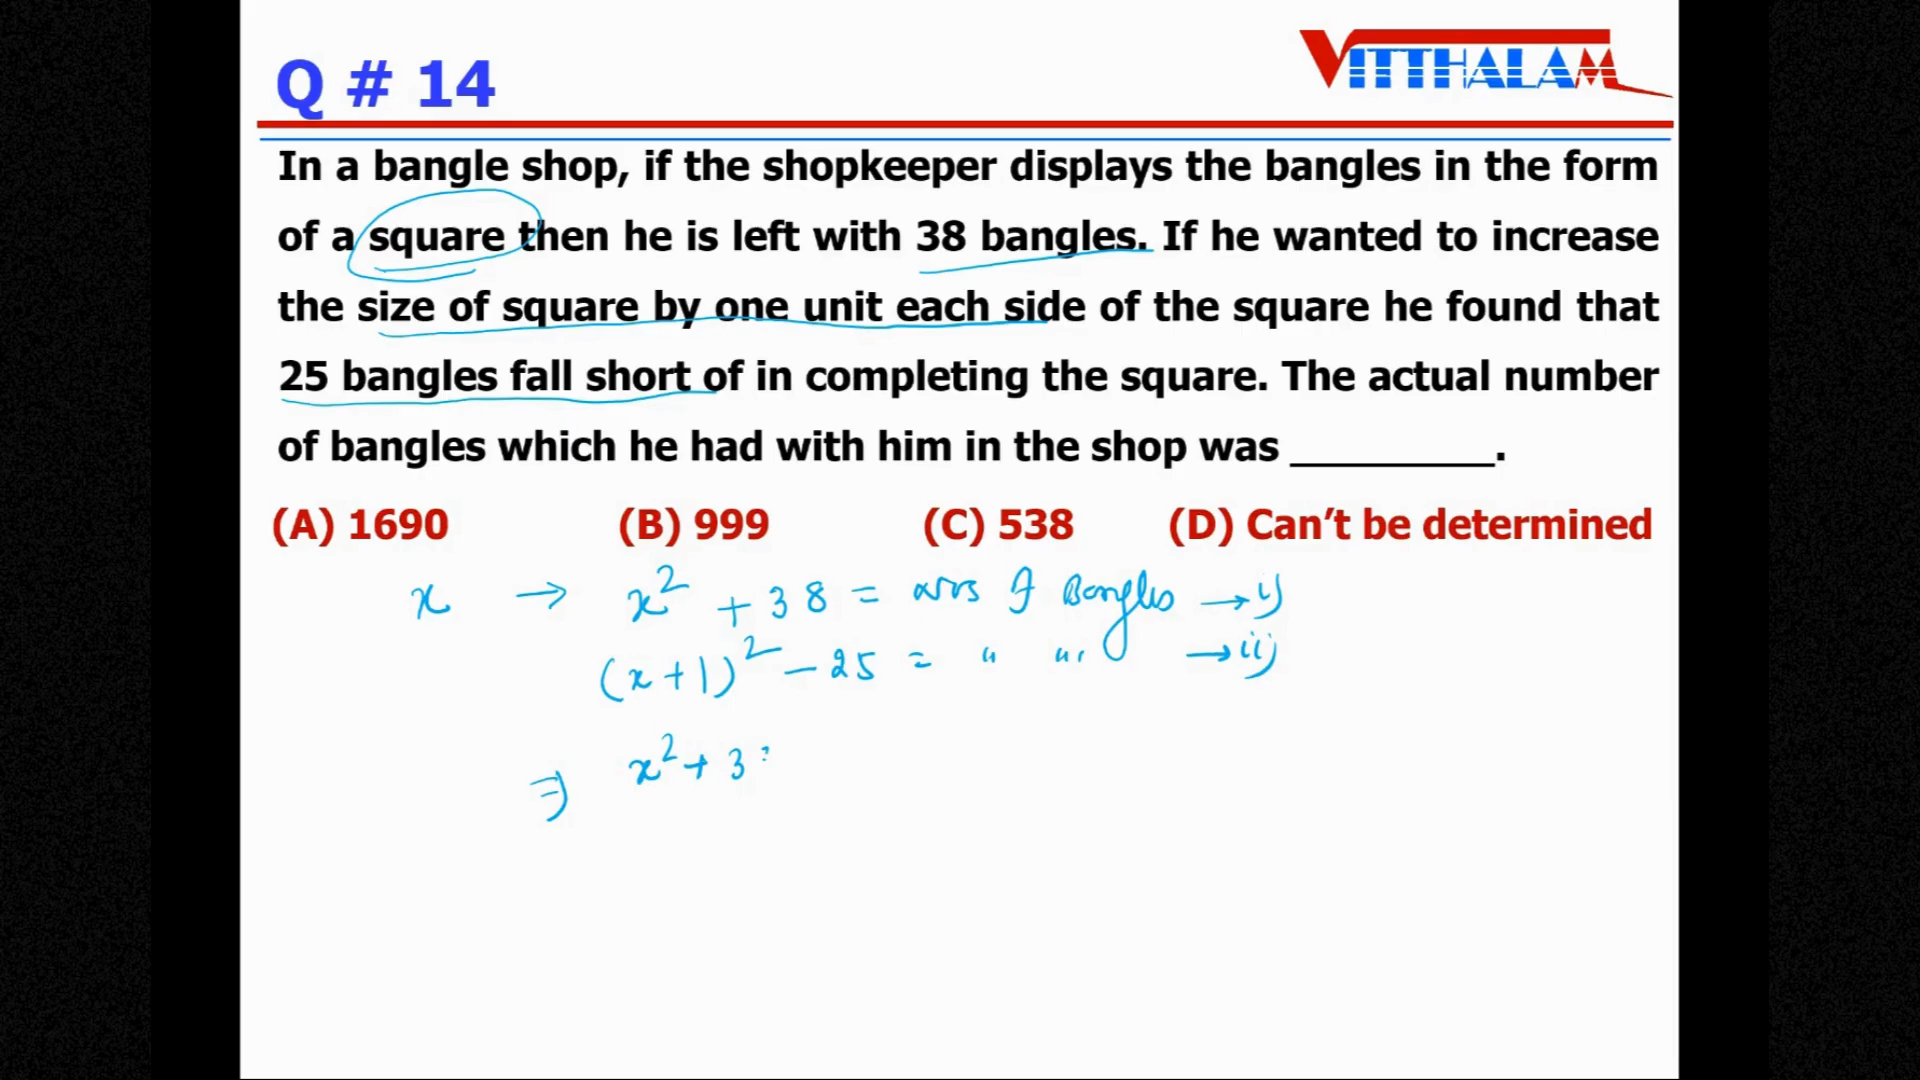 Q # 14
VITTHALAM
In a bangle shop, if the shopkeeper displays the bangles in the form
of a square then he is left with 38 bangles. If he wanted to increase
the size of square by one unit each side of the square he found that
25 bangles fall short of in completing the square. The actual number
of bangles which he had with him in the shop was _________.
(A) 1690 (B) 999 (C) 538 (D) Can’t be determined
x → x² + 38 = of Bangles → i)
(x+1)² - 25 = " " → ii)
⇒ x² + 3